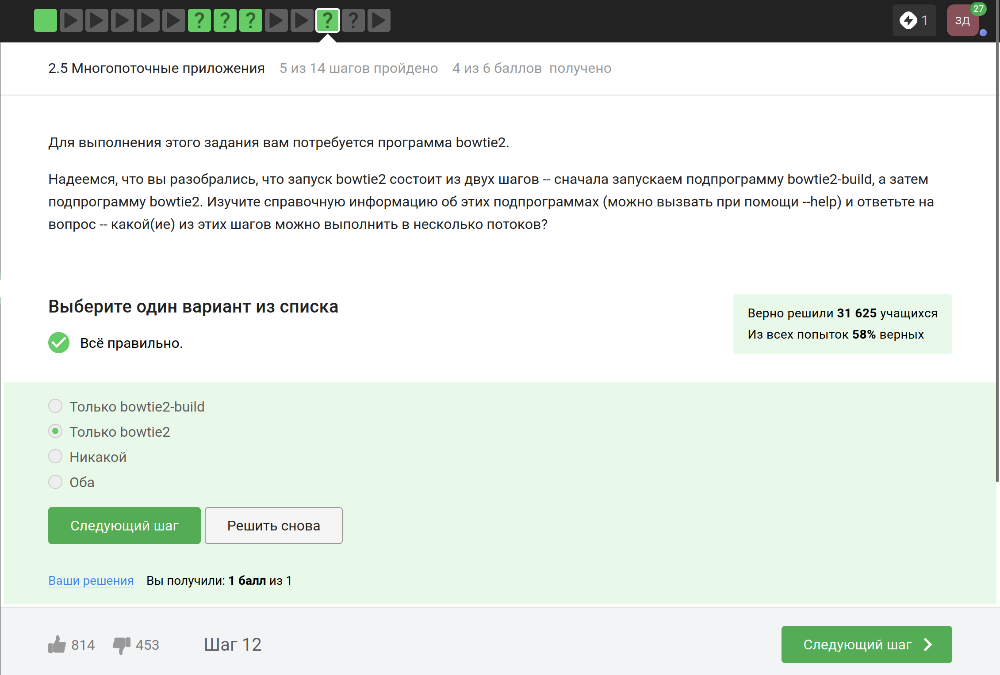 ? ? ? ? ?
1
ЗД
27
2.5 Многопоточные приложения 5 из 14 шагов пройдено 4 из 6 баллов получено
Для выполнения этого задания вам потребуется программа bowtie2.
Надеемся, что вы разобрались, что запуск bowtie2 состоит из двух шагов -- сначала запускаем подпрограмму bowtie2-build, а затем
подпрограмму bowtie2. Изучите справочную информацию об этих подпрограммах (можно вызвать при помощи --help) и ответьте на
вопрос -- какой(ие) из этих шагов можно выполнить в несколько потоков?
Выберите один вариант из списка
Всё правильно.
Верно решили 31 625 учащихся
Из всех попыток 58% верных
Только bowtie2-build
Только bowtie2
Никакой
Оба
Следующий шаг Решить снова
Ваши решения Вы получили: 1 балл из 1
814 453 Шаг 12 Следующий шаг